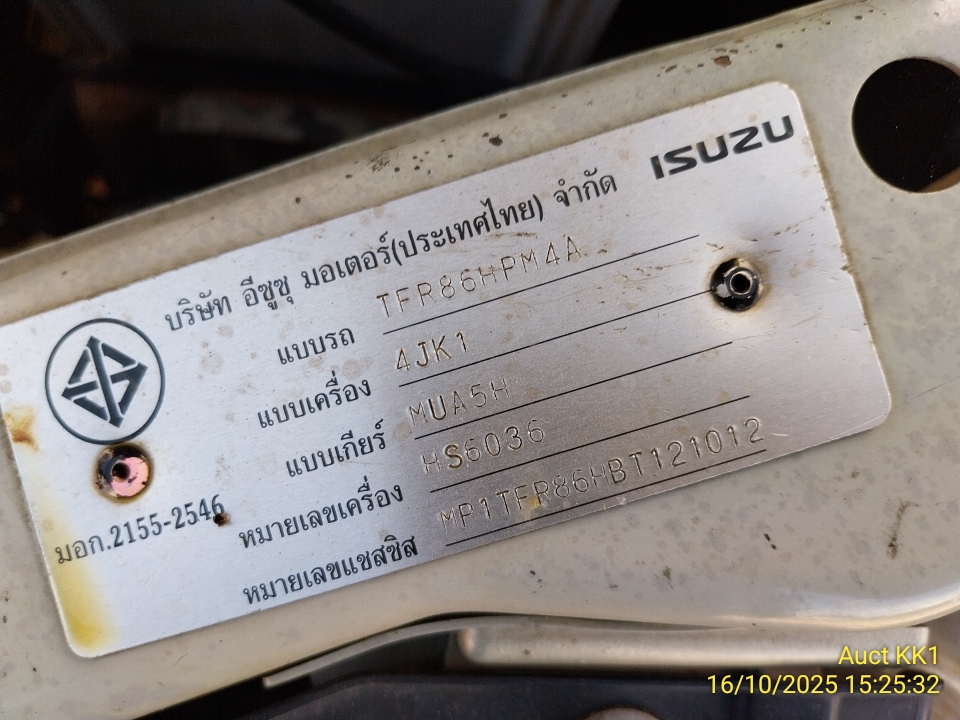 ISUZU
บริษัท อีซูซุ มอเตอร์(ประเทศไทย) จำกัด
แบบรถ TFR86HPM4A
แบบเครื่อง 4JK1
แบบเกียร์ MUA5H
หมายเลขเครื่อง HS6036
หมายเลขแชสซิส MP1TFR86HBT121012
มอก.2155-2546
Auct KK1
16/10/2025 15:25:32